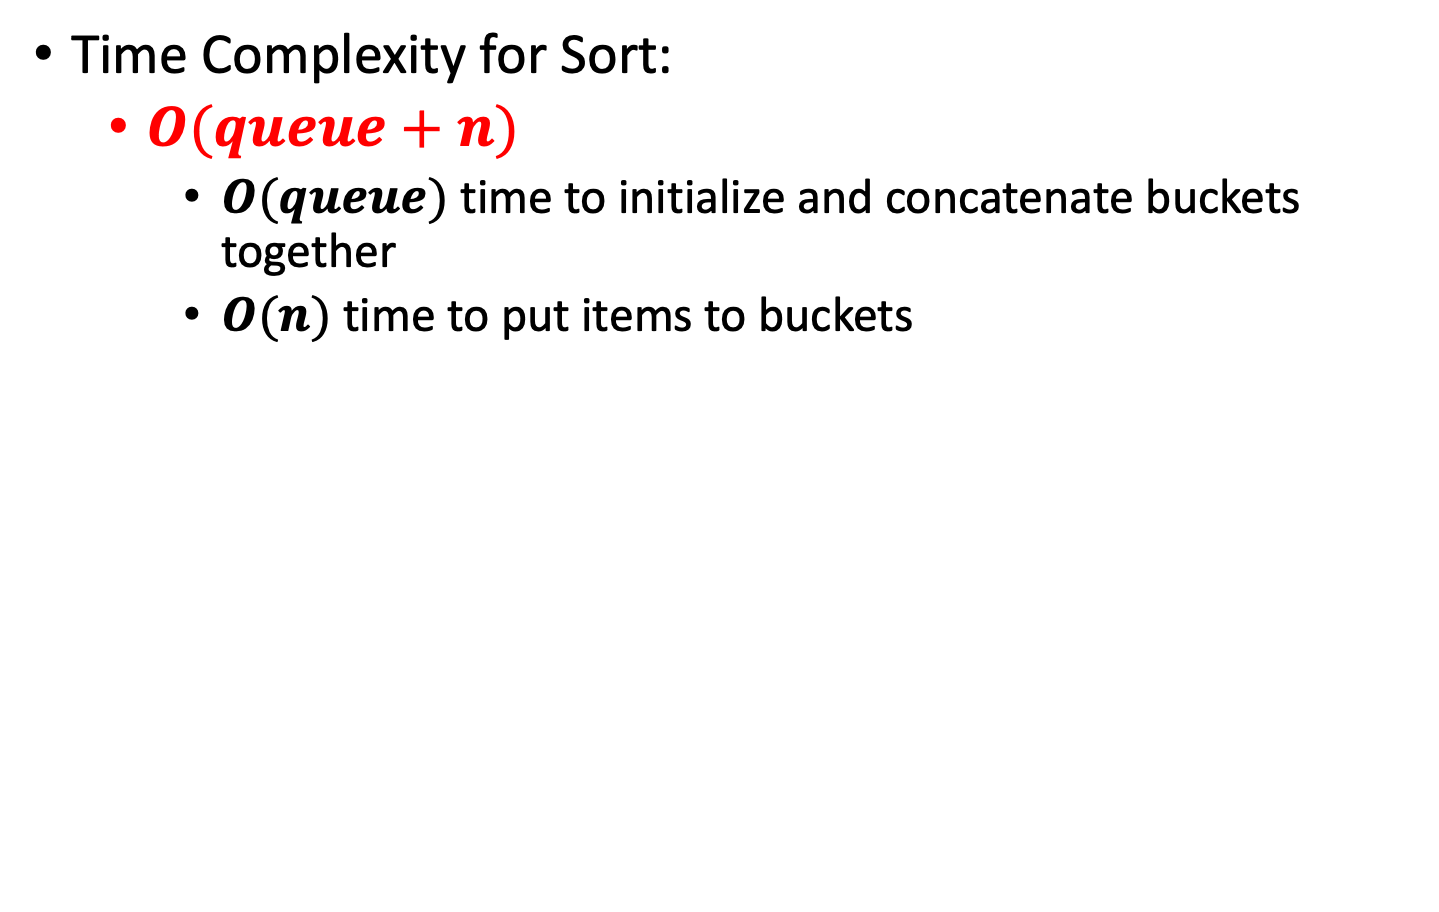 • Time Complexity for Sort:
• O(queue + n)
• O(queue) time to initialize and concatenate buckets
together
• O(n) time to put items to buckets